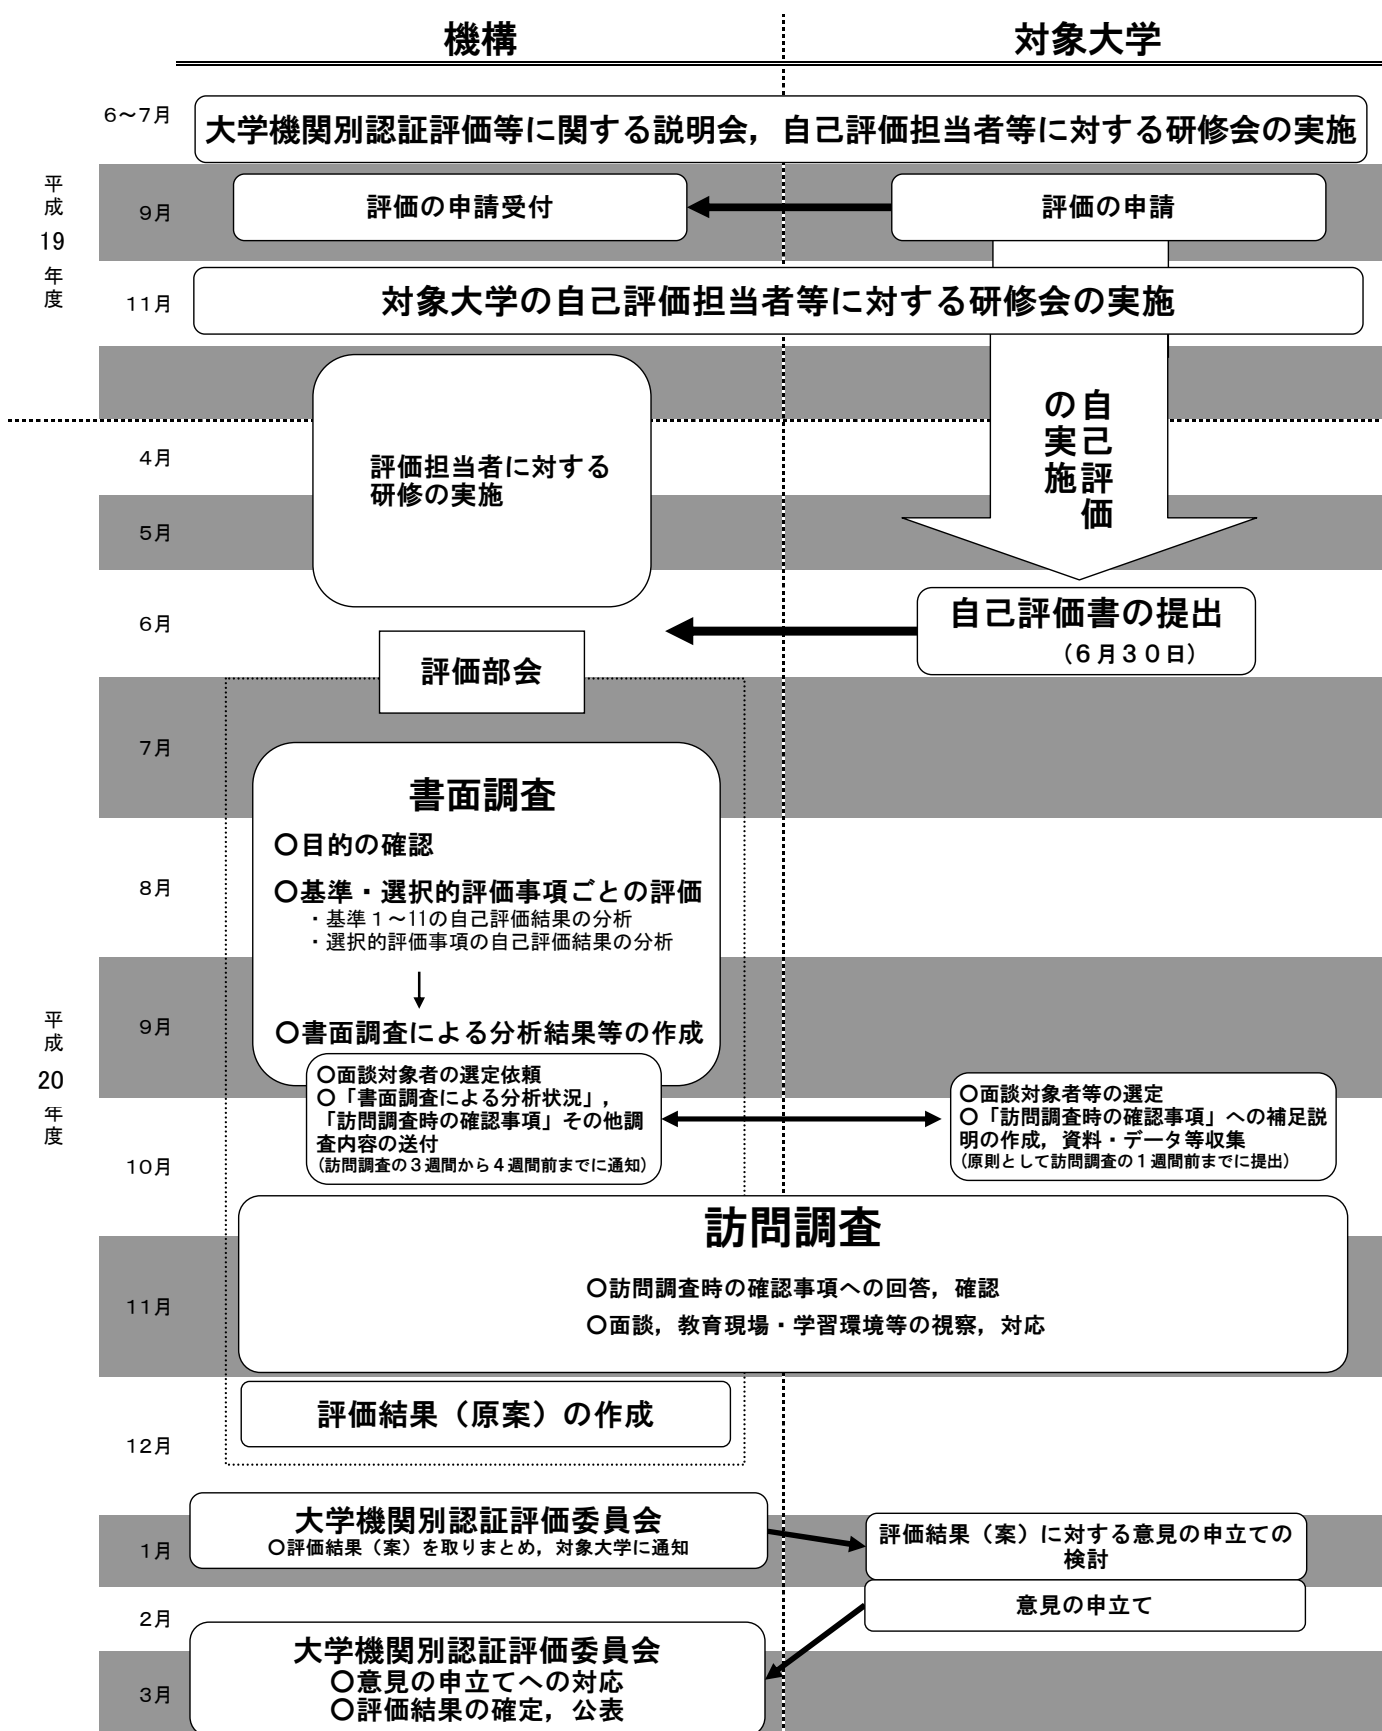 機構
対象大学
6～7月
大学機関別認証評価等に関する説明会，自己評価担当者等に対する研修会の実施
平成
19
年度
9月
評価の申請受付
評価の申請
11月
対象大学の自己評価担当者等に対する研修会の実施
自己評価
の実施
4月
評価担当者に対する
研修の実施
5月
6月
自己評価書の提出
（６月３０日）
評価部会
7月
書面調査
○目的の確認
8月
○基準・選択的評価事項ごとの評価
・基準１～11の自己評価結果の分析
・選択的評価事項の自己評価結果の分析
↓
平成
20
年度
9月
○書面調査による分析結果等の作成
○面談対象者の選定依頼
○「書面調査による分析状況」，
「訪問調査時の確認事項」その他調
査内容の送付
（訪問調査の３週間から４週間前までに通知）
○面談対象者等の選定
○「訪問調査時の確認事項」への補足説
明の作成，資料・データ等収集
（原則として訪問調査の１週間前までに提出）
10月
訪問調査
○訪問調査時の確認事項への回答，確認
11月
○面談，教育現場・学習環境等の視察，対応
評価結果（原案）の作成
12月
大学機関別認証評価委員会
○評価結果（案）を取りまとめ，対象大学に通知
1月
評価結果（案）に対する意見の申立ての
検討
意見の申立て
2月
大学機関別認証評価委員会
○意見の申立てへの対応
○評価結果の確定，公表
3月